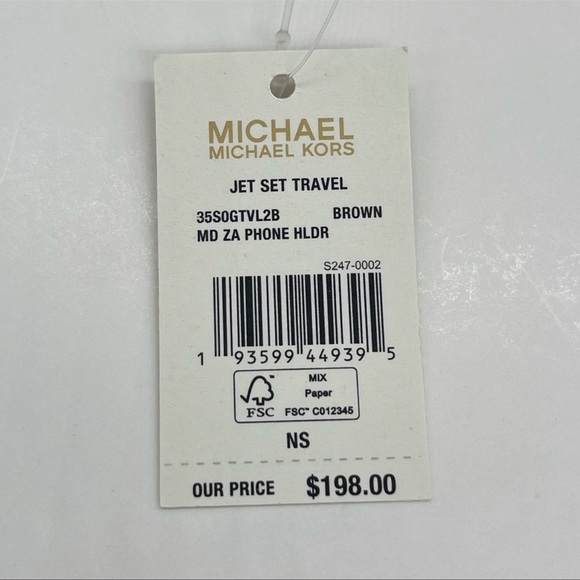 MICHAEL
MICHAEL KORS
JET SET TRAVEL
35S0GTVL2B BROWN
MD ZA PHONE HLDR
S247-0002
1 93599 44939 5
FSC
MIX
Paper
FSC™ C012345
NS
OUR PRICE $198.00